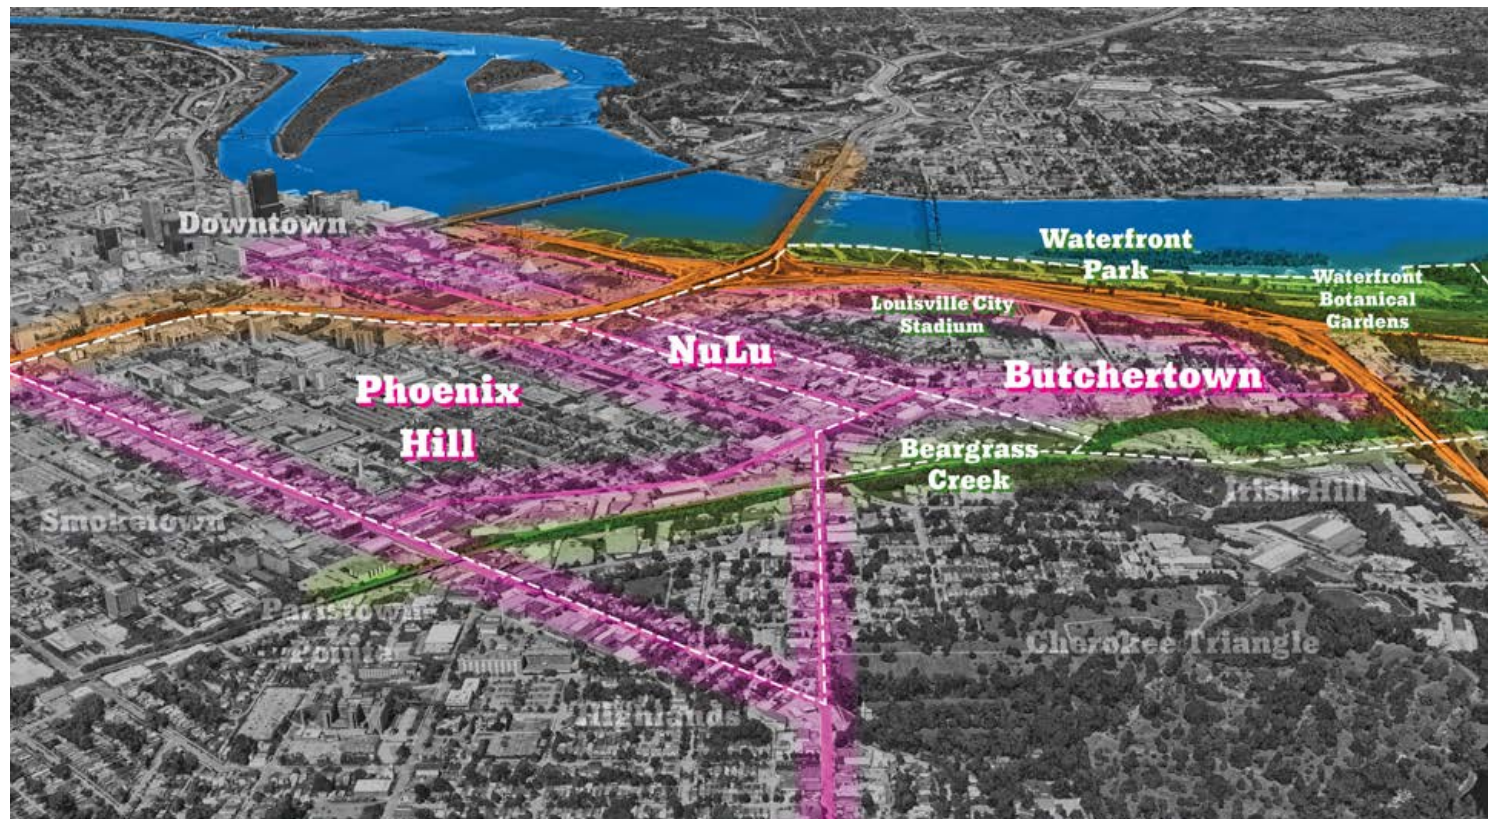 Downtown
Waterfront
Park
Waterfront
Botanical
Gardens
Louisville City
Stadium
NuLu
Butchertown
Phoenix
Hill
Beargrass
Creek
Irish Hill
Smoketown
Paristown
Cherokee Triangle
Highlands